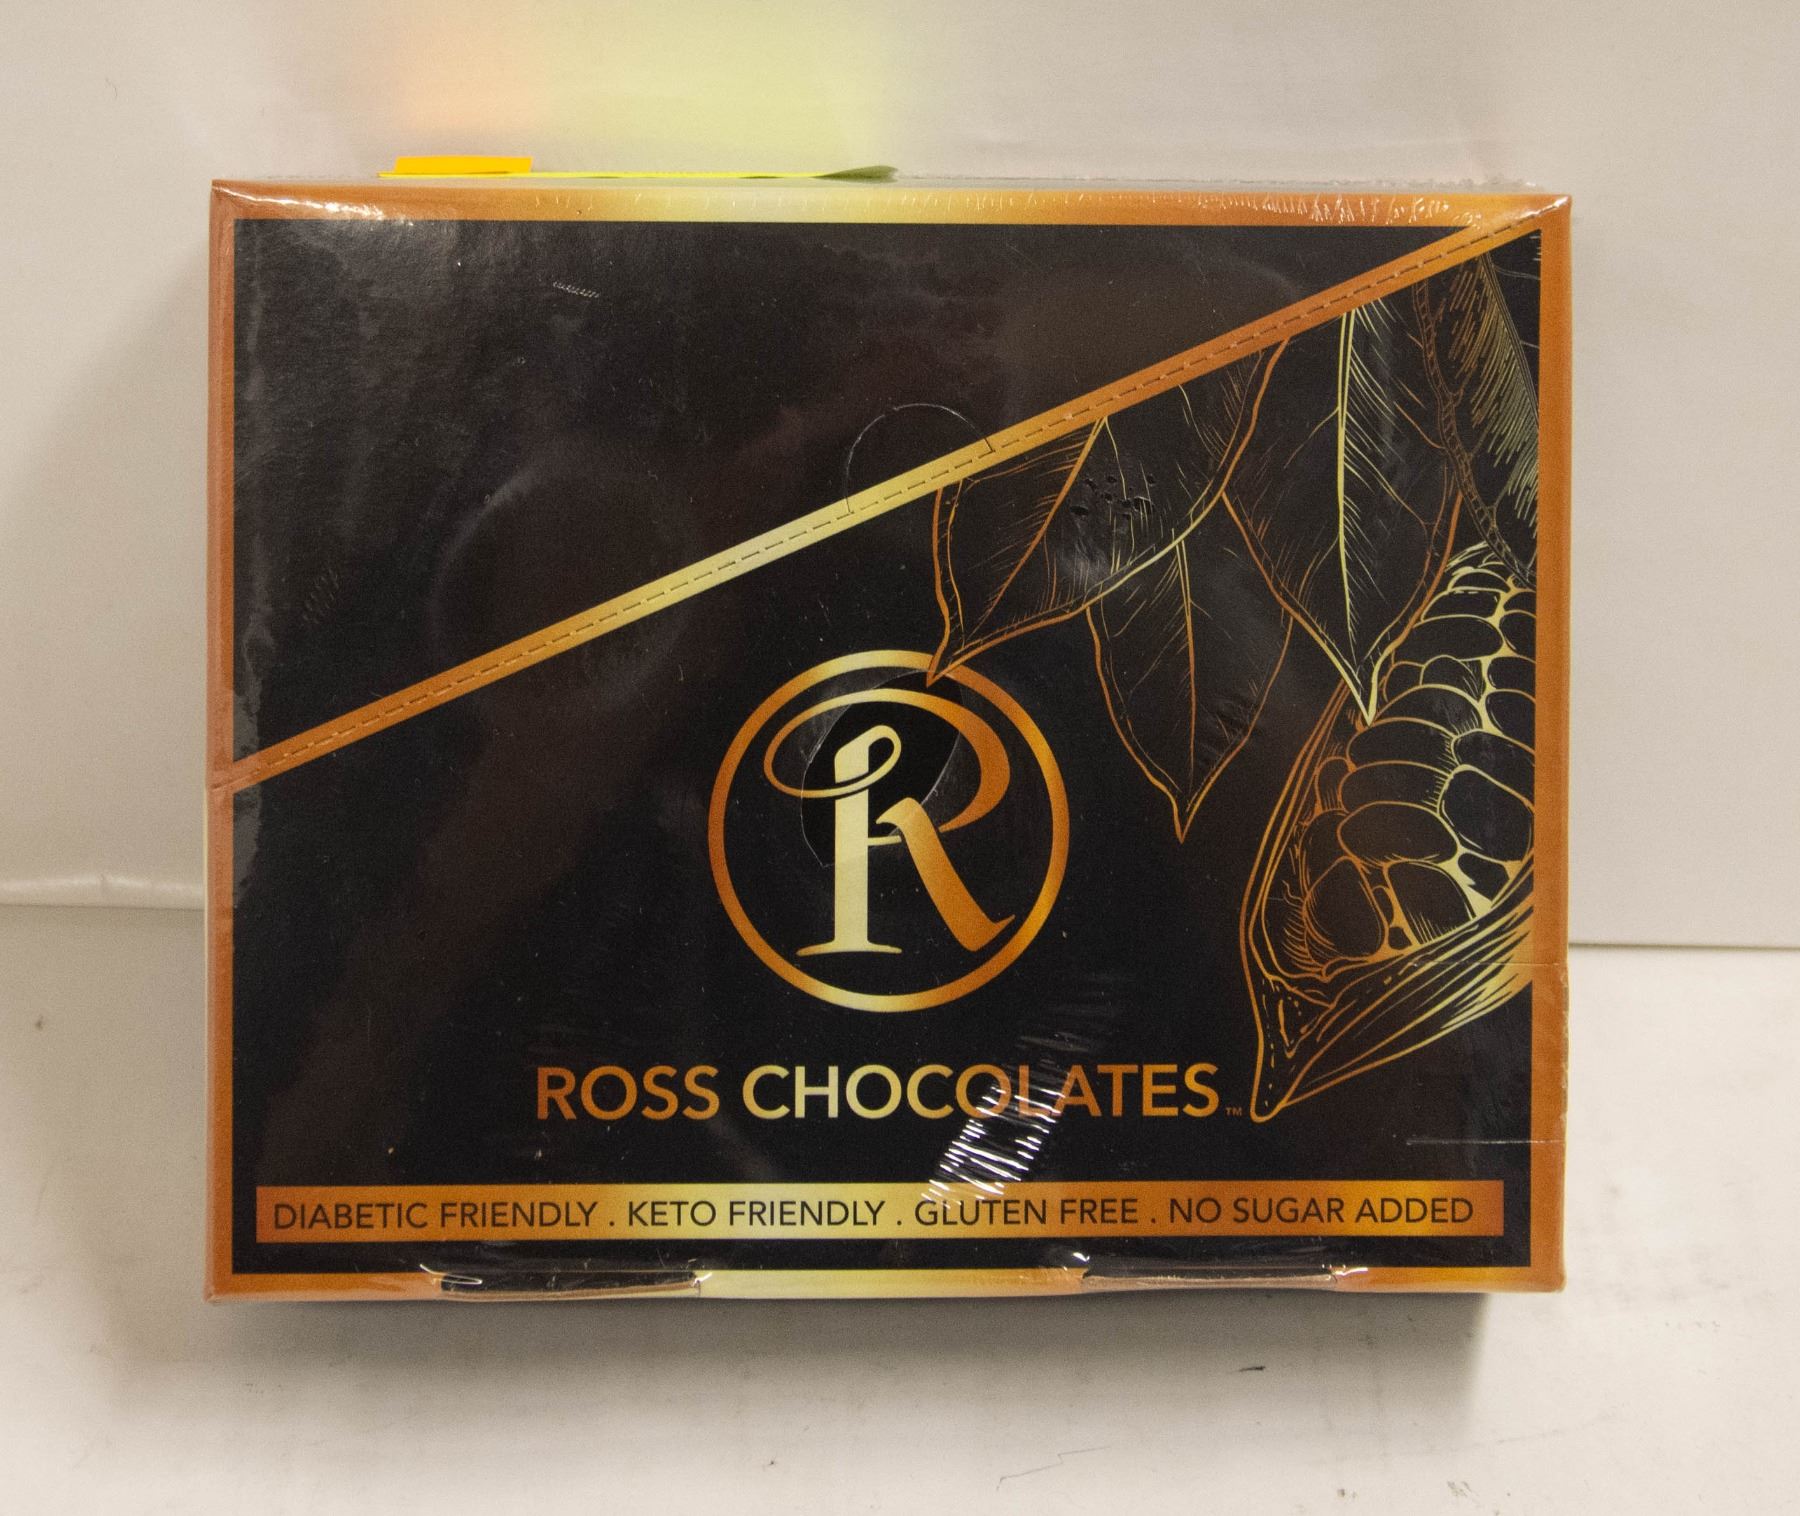 R
ROSS CHOCOLATES™
DIABETIC FRIENDLY . KETO FRIENDLY . GLUTEN FREE . NO SUGAR ADDED